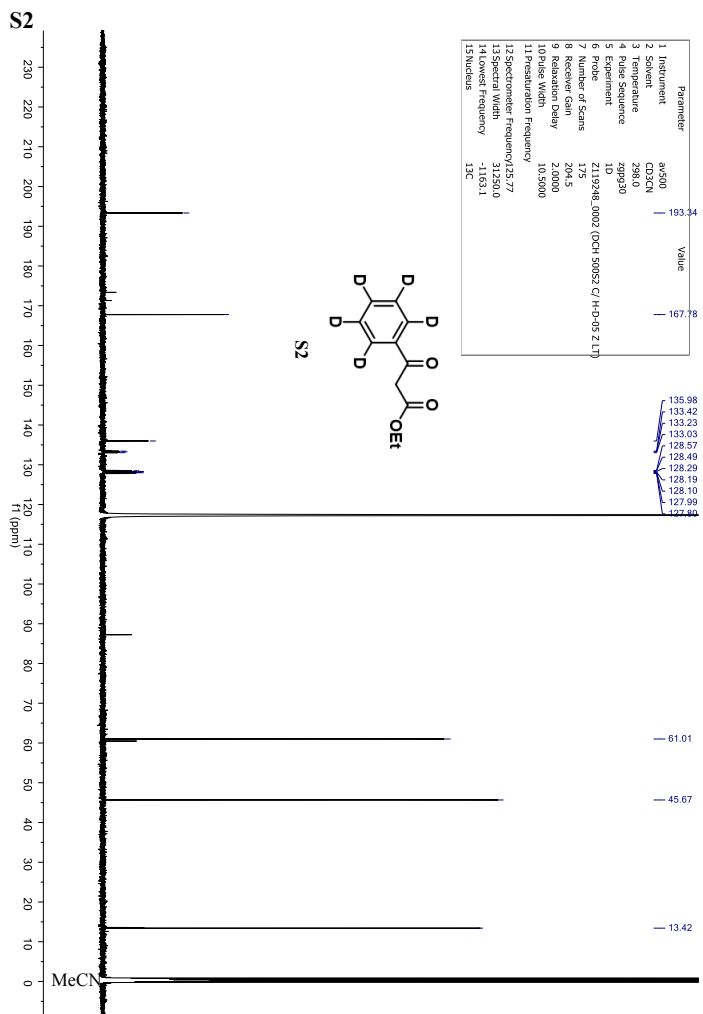 S2
Parameter Value
1 Instrument av500
2 Solvent CD3CN
3 Temperature 298.0
4 Pulse Sequence zgpg30
5 Experiment 1D
6 Probe Z119248_0002 (DCH 500S2 C/ H-D-05 Z LT)
7 Number of Scans 175
8 Receiver Gain 204.5
9 Relaxation Delay 2.0000
10 Pulse Width 10.5000
11 Presaturation Frequency
12 Spectrometer Frequency 125.77
13 Spectral Width 31250.0
14 Lowest Frequency -1163.1
15 Nucleus 13C
193.34
167.78
135.98
133.42
133.23
133.03
128.57
128.49
128.29
128.19
128.10
127.99
127.80
61.01
45.67
13.42
D
D
D
D
D
O
O
OEt
S2
230 220 210 200 190 180 170 160 150 140 130 120 110 100 90 80 70 60 50 40 30 20 10 0
f1 (ppm)
MeCN